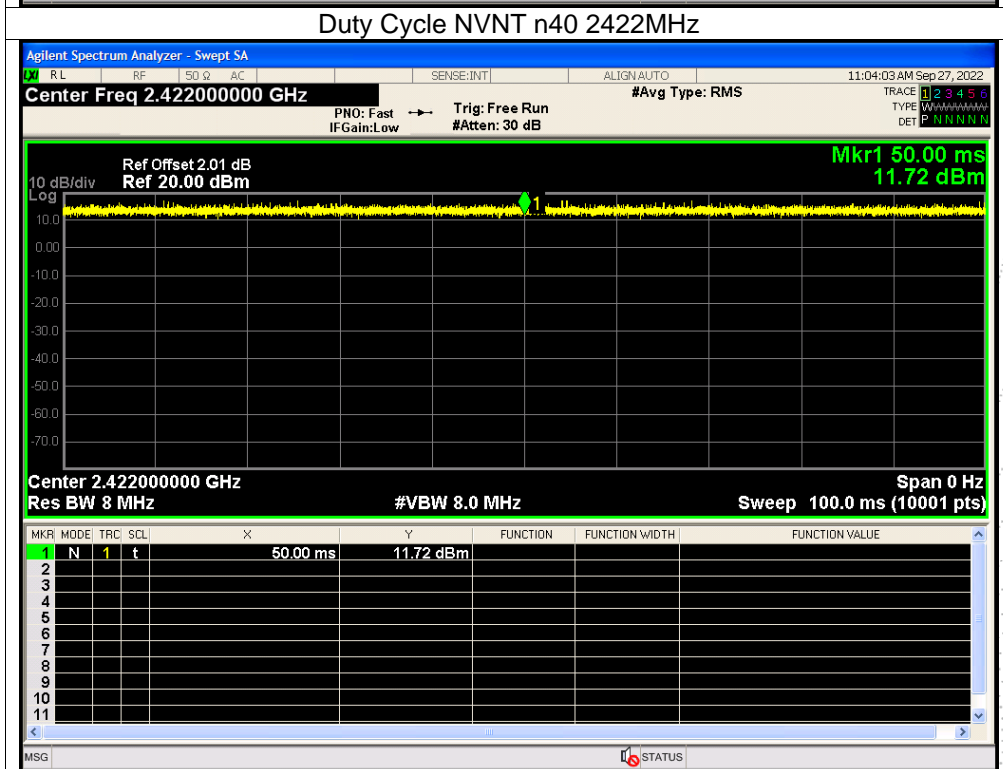 Duty Cycle NVNT n40 2422MHz
Agilent Spectrum Analyzer - Swept SA
LXI RL RF 50 Ω AC SENSE:INT ALIGN AUTO 11:04:03 AM Sep 27, 2022
Center Freq 2.422000000 GHz #Avg Type: RMS TRACE 1 2 3 4 5 6
PNO: Fast Trig: Free Run TYPE WWWWWW
IFGain:Low #Atten: 30 dB DET P N N N N N
Mkr1 50.00 ms
11.72 dBm
Ref Offset 2.01 dB
10 dB/div Ref 20.00 dBm
Log
1
10.0
0.00
-10.0
-20.0
-30.0
-40.0
-50.0
-60.0
-70.0
Center 2.422000000 GHz Span 0 Hz
Res BW 8 MHz #VBW 8.0 MHz Sweep 100.0 ms (10001 pts)
MKR MODE TRC SCL X Y FUNCTION FUNCTION WIDTH FUNCTION VALUE
1 N 1 t 50.00 ms 11.72 dBm
2
3
4
5
6
7
8
9
10
11
MSG STATUS